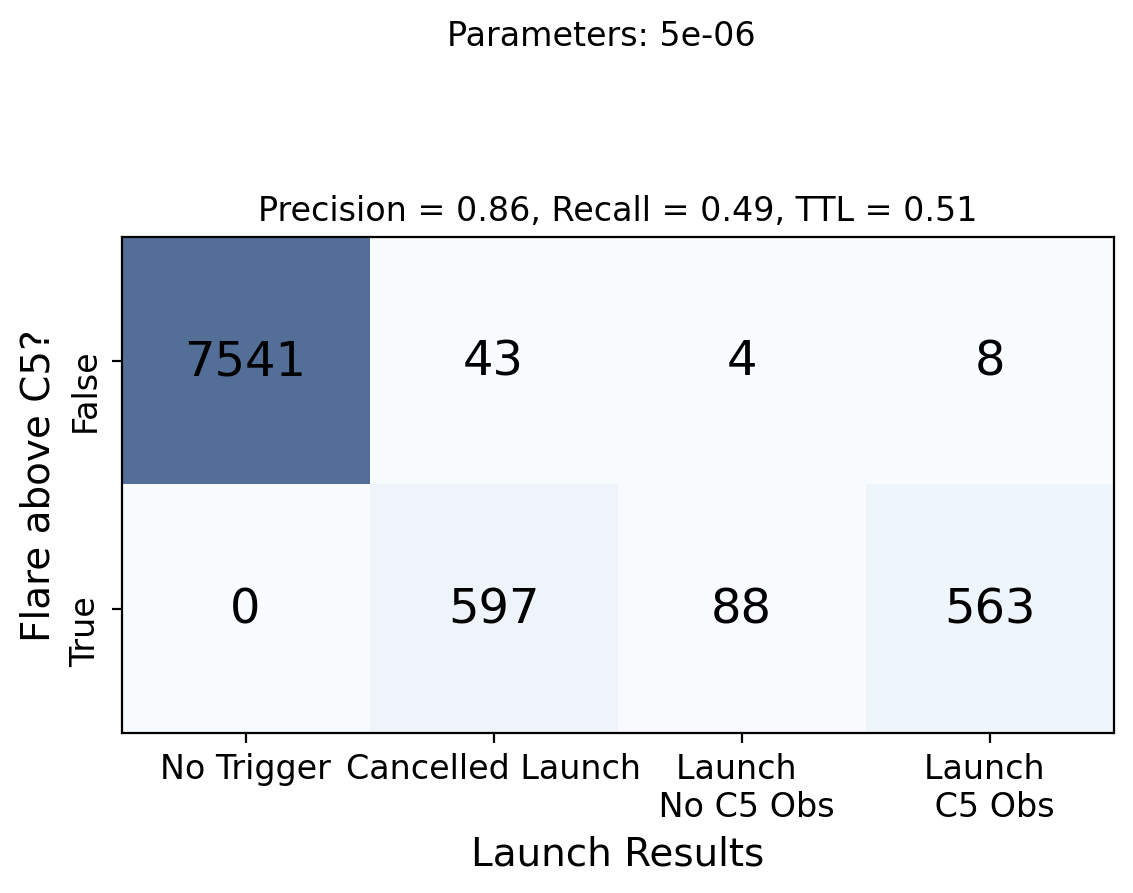 Parameters: 5e-06
Precision = 0.86, Recall = 0.49, TTL = 0.51
Flare above C5?
False
7541 43 4 8
True
0 597 88 563
No Trigger Cancelled Launch Launch Launch
No C5 Obs C5 Obs
Launch Results